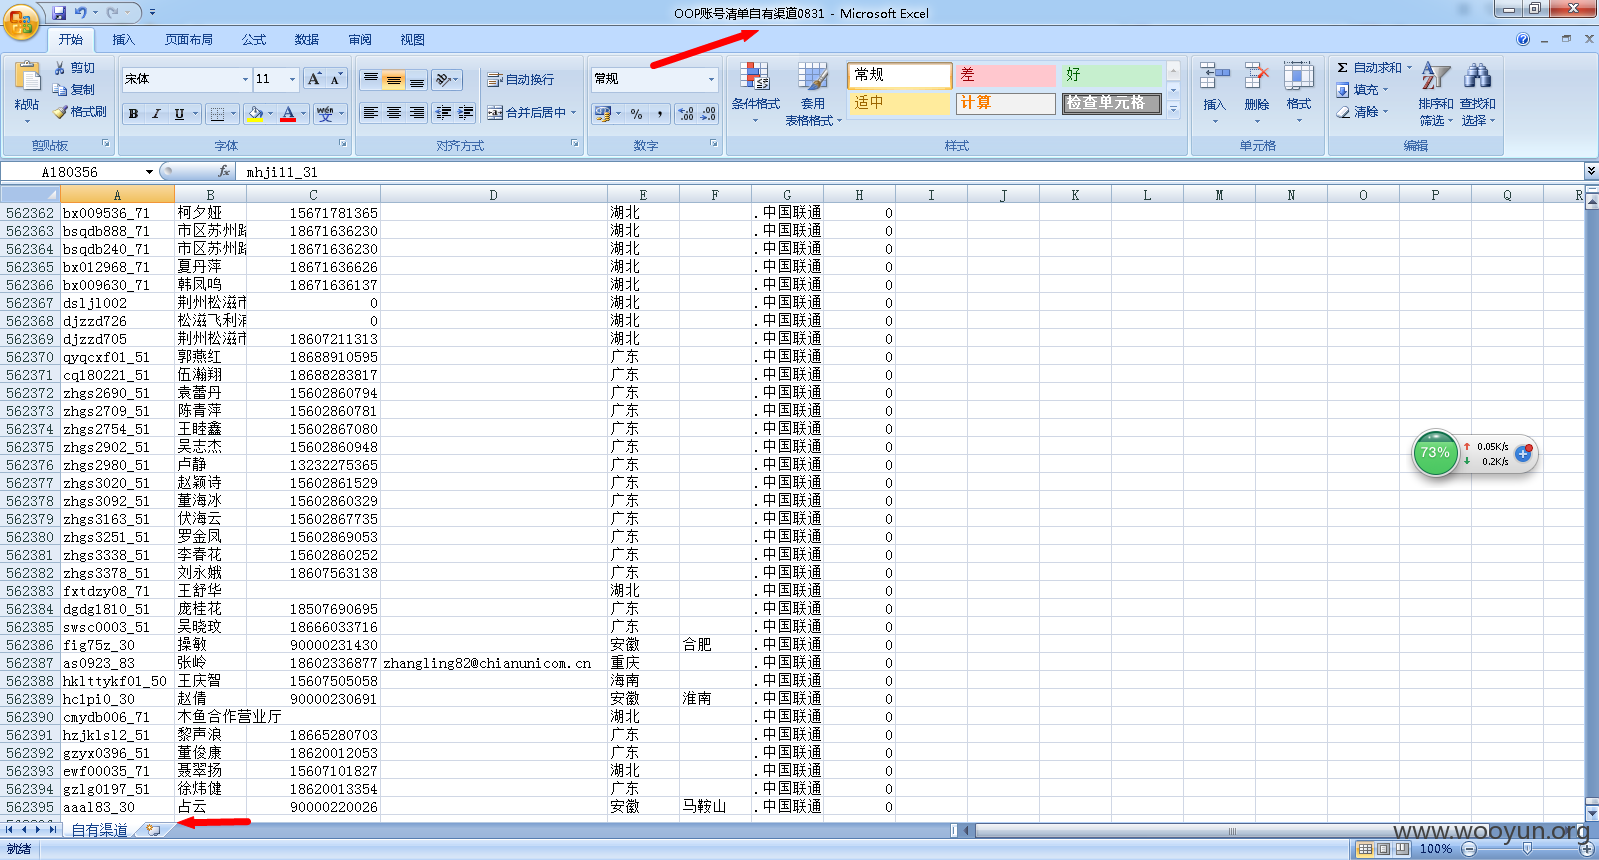 OOP账号清单自有渠道0831 - Microsoft Excel
开始 插入 页面布局 公式 数据 审阅 视图
粘贴 剪切 复制 格式刷 剪贴板
宋体 11 B I U A 字体
自动换行 合并后居中 对齐方式
常规 % , 数字
条件格式 套用表格格式 常规 差 好 适中 计算 检查单元格 样式
插入 删除 格式 单元格
Σ 自动求和 填充 清除 排序和筛选 查找和选择 编辑
A180356 fx mhjill_31
A B C D E F G H I J K L M N O P Q R
562362 bx009536_71 柯夕娅 15671781365 湖北 .中国联通 0
562363 bsqdb888_71 市区苏州路 18671636230 湖北 .中国联通 0
562364 bsqdb240_71 市区苏州路 18671636230 湖北 .中国联通 0
562365 bx012968_71 夏丹萍 18671636626 湖北 .中国联通 0
562366 bx009630_71 韩凤鸣 18671636137 湖北 .中国联通 0
562367 dsljl002 荆州松滋市 0 湖北 .中国联通 0
562368 djzzd726 松滋飞利浦 0 湖北 .中国联通 0
562369 djzzd705 荆州松滋市 18607211313 湖北 .中国联通 0
562370 qyqcxf01_51 郭燕红 18688910595 广东 .中国联通 0
562371 cq180221_51 伍瀚翔 18688283817 广东 .中国联通 0
562372 zhgs2690_51 袁蕾丹 15602860794 广东 .中国联通 0
562373 zhgs2709_51 陈青萍 15602860781 广东 .中国联通 0
562374 zhgs2754_51 王睦鑫 15602867080 广东 .中国联通 0
562375 zhgs2902_51 吴志杰 15602860948 广东 .中国联通 0
562376 zhgs2980_51 卢静 13232275365 广东 .中国联通 0
562377 zhgs3020_51 赵颖诗 15602861529 广东 .中国联通 0
562378 zhgs3092_51 董海冰 15602860329 广东 .中国联通 0
562379 zhgs3163_51 伏海云 15602867735 广东 .中国联通 0
562380 zhgs3251_51 罗金凤 15602869053 广东 .中国联通 0
562381 zhgs3338_51 李春花 15602860252 广东 .中国联通 0
562382 zhgs3378_51 刘永娥 18607563138 广东 .中国联通 0
562383 fxtdzy08_71 王舒华 湖北 .中国联通 0
562384 dgdg1810_51 庞桂花 18507690695 广东 .中国联通 0
562385 swsc0003_51 吴晓玟 18666033716 广东 .中国联通 0
562386 fig75z_30 操敏 90000231430 安徽 合肥 .中国联通 0
562387 as0923_83 张岭 18602336877 zhangling82@chianunicom.cn 重庆 .中国联通 0
562388 hklttykf01_50 王庆智 15607505058 海南 .中国联通 0
562389 hclpi0_30 赵倩 90000230691 安徽 淮南 .中国联通 0
562390 cmydb006_71 木鱼合作营业厅 湖北 .中国联通 0
562391 hzjklsl2_51 黎声浪 18665280703 广东 .中国联通 0
562392 gzyx0396_51 董俊康 18620012053 广东 .中国联通 0
562393 ewf00035_71 聂翠扬 15607101827 湖北 .中国联通 0
562394 gzlg0197_51 徐炜健 18620013354 广东 .中国联通 0
562395 aaal83_30 占云 90000220026 安徽 马鞍山 .中国联通 0
73% 0.05K/s
0.2K/s
自有渠道
就绪 100%
www.wooyun.org